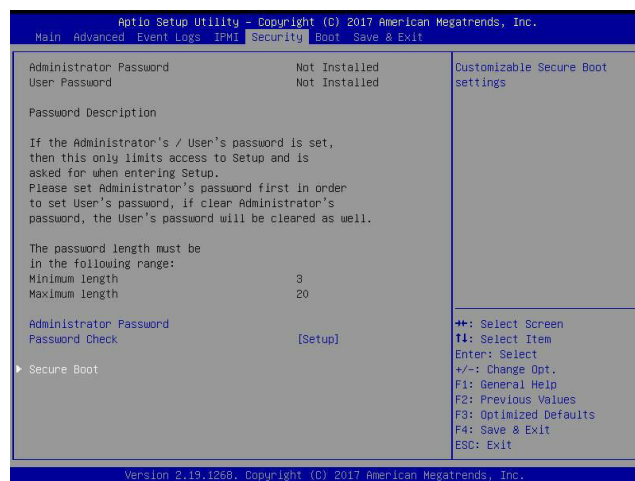 Aptio Setup Utility – Copyright (C) 2017 American Megatrends, Inc.
Main Advanced Event Logs IPMI Security Boot Save & Exit
Administrator Password Not Installed
User Password Not Installed
Password Description
If the Administrator's / User's password is set,
then this only limits access to Setup and is
asked for when entering Setup.
Please set Administrator's password first in order
to set User's password, if clear Administrator's
password, the User's password will be cleared as well.
The password length must be
in the following range:
Minimum length 3
Maximum length 20
Administrator Password
Password Check [Setup]
Secure Boot
Customizable Secure Boot
settings
→←: Select Screen
↑↓: Select Item
Enter: Select
+/-: Change Opt.
F1: General Help
F2: Previous Values
F3: Optimized Defaults
F4: Save & Exit
ESC: Exit
Version 2.19.1268. Copyright (C) 2017 American Megatrends, Inc.